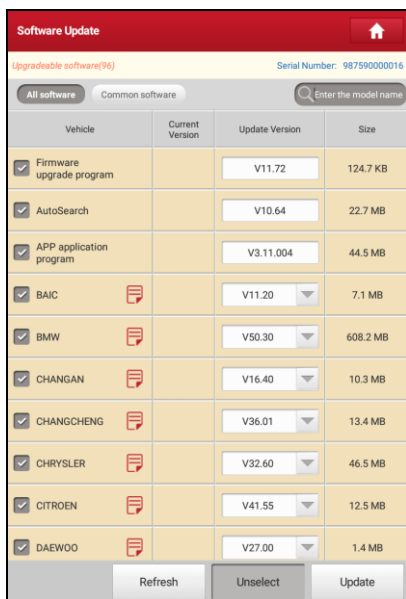 Software Update
Upgradeable software(96)
Serial Number: 987590000016
All software
Common software
Enter the model name
Vehicle
Current
Version
Update Version
Size
Firmware
upgrade program
V11.72
124.7 KB
AutoSearch
V10.64
22.7 MB
APP application
program
V3.11.004
44.5 MB
BAIC
V11.20
7.1 MB
BMW
V50.30
608.2 MB
CHANGAN
V16.40
10.3 MB
CHANGCHENG
V36.01
13.4 MB
CHRYSLER
V32.60
46.5 MB
CITROEN
V41.55
12.5 MB
DAEWOO
V27.00
1.4 MB
Refresh
Unselect
Update